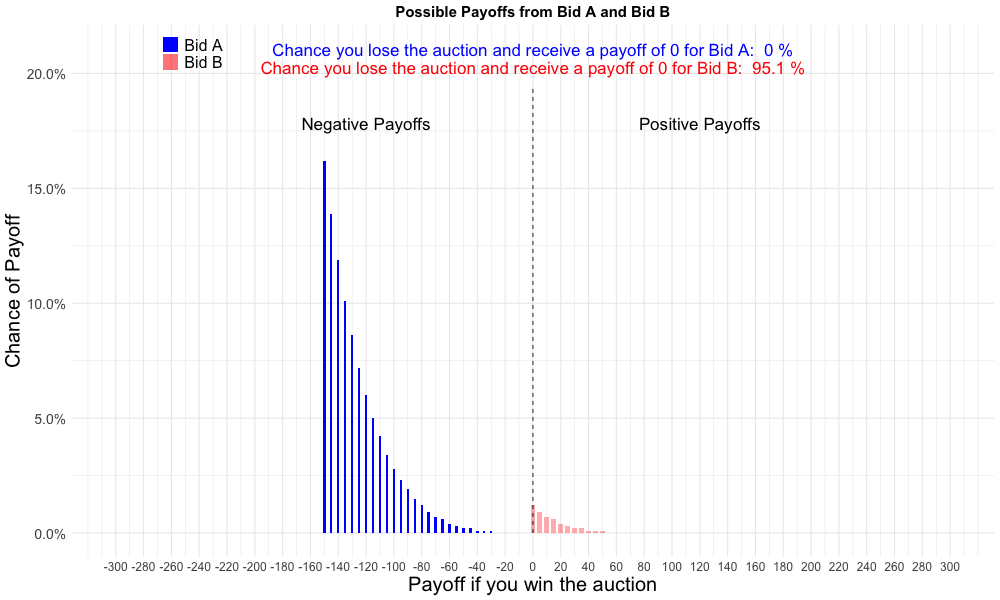 Possible Payoffs from Bid A and Bid B
Bid A
Bid B
Chance you lose the auction and receive a payoff of 0 for Bid A:  0 %
Chance you lose the auction and receive a payoff of 0 for Bid B:  95.1 %
Negative Payoffs
Positive Payoffs
Chance of Payoff
20.0%
15.0%
10.0%
5.0%
0.0%
-300 -280 -260 -240 -220 -200 -180 -160 -140 -120 -100 -80 -60 -40 -20 0 20 40 60 80 100 120 140 160 180 200 220 240 260 280 300
Payoff if you win the auction